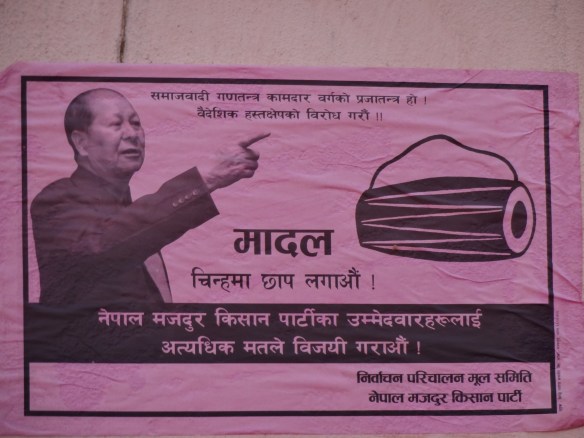 समाजवादी गणतन्त्र कामदार वर्गको प्रजातन्त्र हो !
वैदेशिक हस्तक्षेपको विरोध गरौं !!
मादल
चिन्हमा छाप लगाऔं !
नेपाल मजदुर किसान पार्टीका उम्मेदवारहरूलाई
अत्यधिक मतले विजयी गराऔं !
निर्वाचन परिचालन मूल समिति
नेपाल मजदुर किसान पार्टी